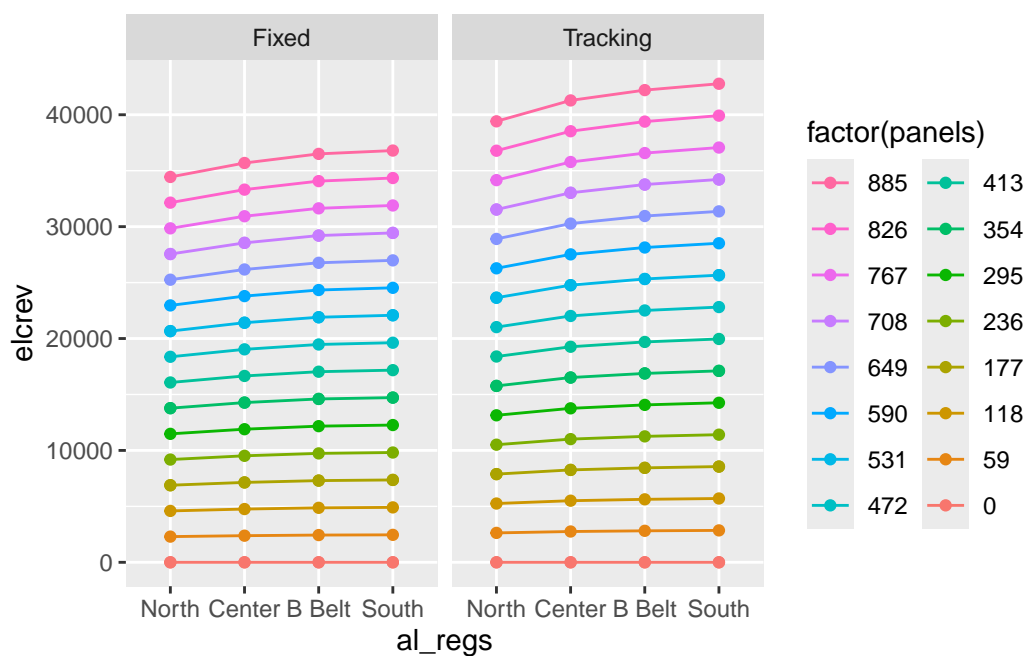 Fixed Tracking
elcrev
40000
30000
20000
10000
0
North Center B Belt South North Center B Belt South
al_regs
factor(panels)
885 413
826 354
767 295
708 236
649 177
590 118
531 59
472 0